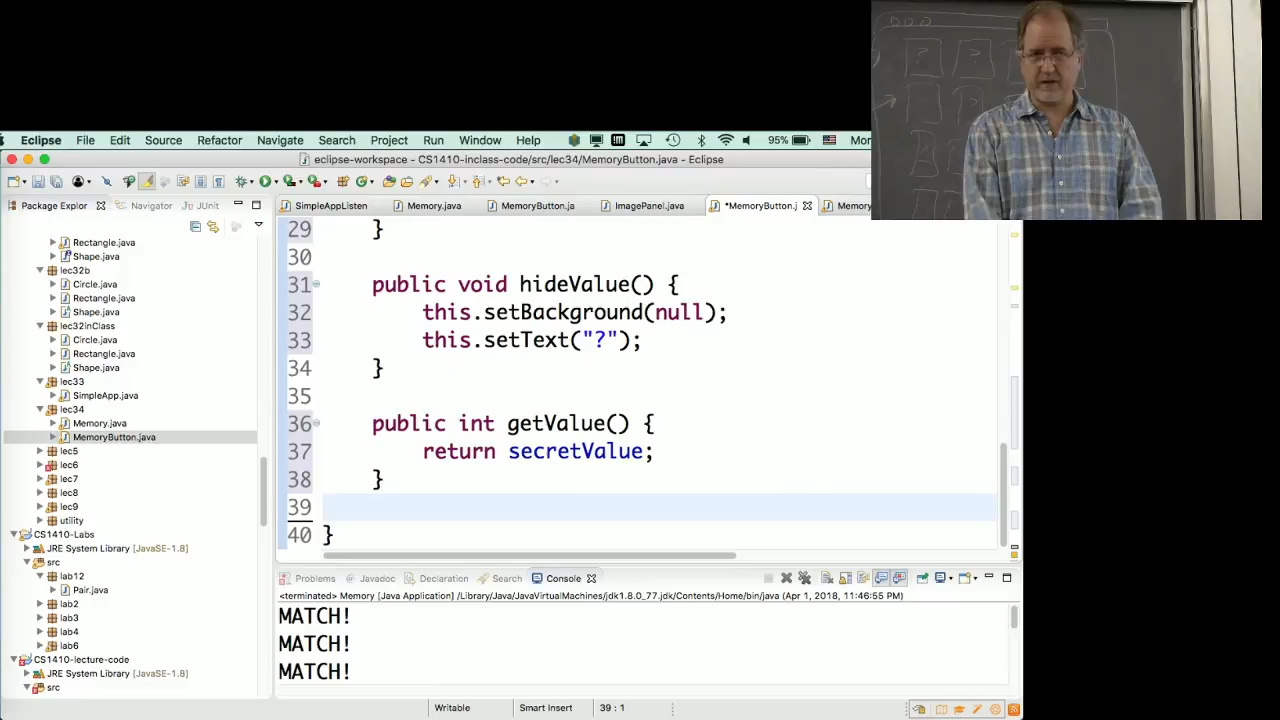 Eclipse File Edit Source Refactor Navigate Search Project Run Window Help 95% Mo
eclipse-workspace - CS1410-inclass-code/src/lec34/MemoryButton.java - Eclipse
Package Explor Navigator JUnit
SimpleAppListen Memory.java MemoryButton.ja ImagePanel.java *MemoryButton.j Memory
Rectangle.java
Shape.java
lec32b
Circle.java
Rectangle.java
Shape.java
lec32inClass
Circle.java
Rectangle.java
Shape.java
lec33
SimpleApp.java
lec34
Memory.java
MemoryButton.java
lec5
lec6
lec7
lec8
lec9
utility
CS1410-Labs
JRE System Library [JavaSE-1.8]
src
lab12
Pair.java
lab2
lab3
lab4
lab6
CS1410-lecture-code
JRE System Library [JavaSE-1.8]
src
29 }
30
31 public void hideValue() {
32 this.setBackground(null);
33 this.setText("?");
34 }
35
36 public int getValue() {
37 return secretValue;
38 }
39
40 }
Problems Javadoc Declaration Search Console
<terminated> Memory [Java Application] /Library/Java/JavaVirtualMachines/jdk1.8.0_77.jdk/Contents/Home/bin/java (Apr 1, 2018, 11:46:55 PM)
MATCH!
MATCH!
MATCH!
Writable Smart Insert 39 : 1